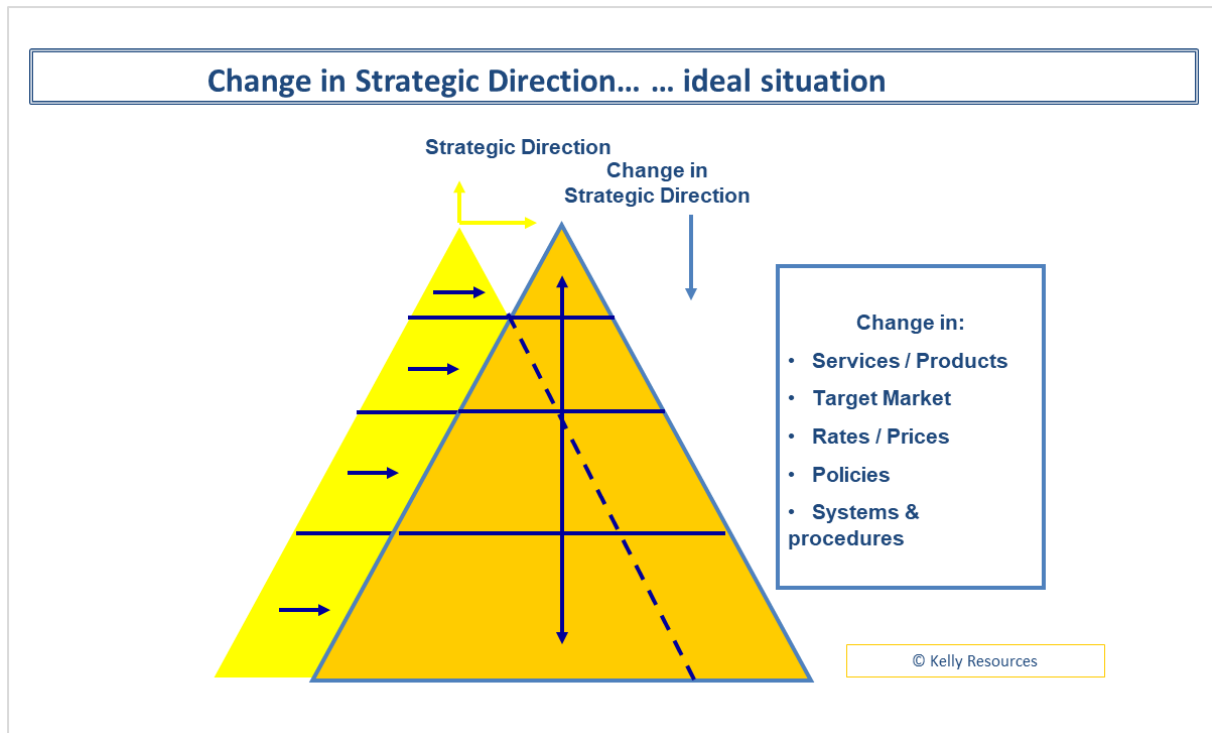 Change in Strategic Direction… … ideal situation
Strategic Direction
Change in
Strategic Direction
Change in:
• Services / Products
• Target Market
• Rates / Prices
• Policies
• Systems &
procedures
© Kelly Resources